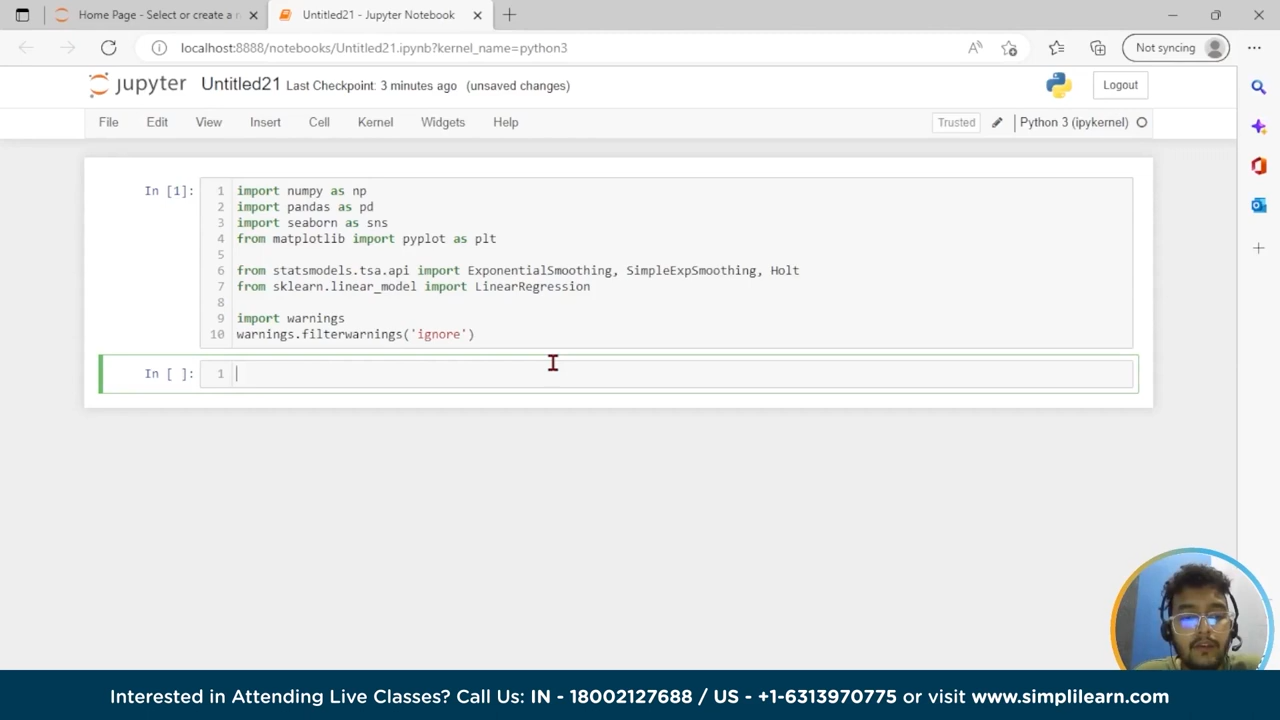 Home Page - Select or create a n
Untitled21 - Jupyter Notebook
localhost:8888/notebooks/Untitled21.ipynb?kernel_name=python3
Not syncing
jupyter Untitled21 Last Checkpoint: 3 minutes ago (unsaved changes)
Logout
File Edit View Insert Cell Kernel Widgets Help
Trusted
Python 3 (ipykernel)
In [1]:
1 import numpy as np
2 import pandas as pd
3 import seaborn as sns
4 from matplotlib import pyplot as plt
5
6 from statsmodels.tsa.api import ExponentialSmoothing, SimpleExpSmoothing, Holt
7 from sklearn.linear_model import LinearRegression
8
9 import warnings
10 warnings.filterwarnings('ignore')
In [ ]: 1
Interested in Attending Live Classes? Call Us: IN - 18002127688 / US - +1-6313970775 or visit www.simplilearn.com